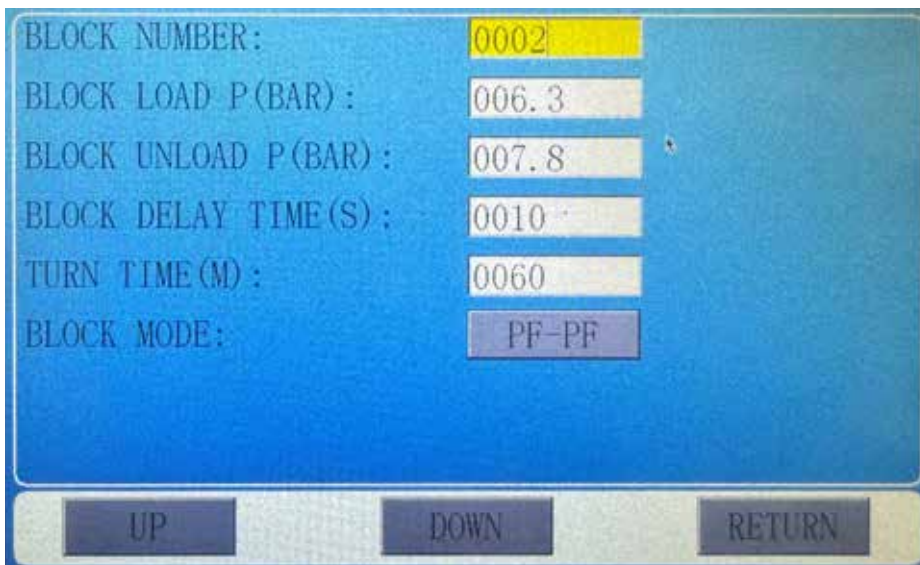 BLOCK NUMBER: 0002
BLOCK LOAD P(BAR): 006.3
BLOCK UNLOAD P(BAR): 007.8
BLOCK DELAY TIME(S): 0010
TURN TIME(M): 0060
BLOCK MODE: PF-PF
UP DOWN RETURN